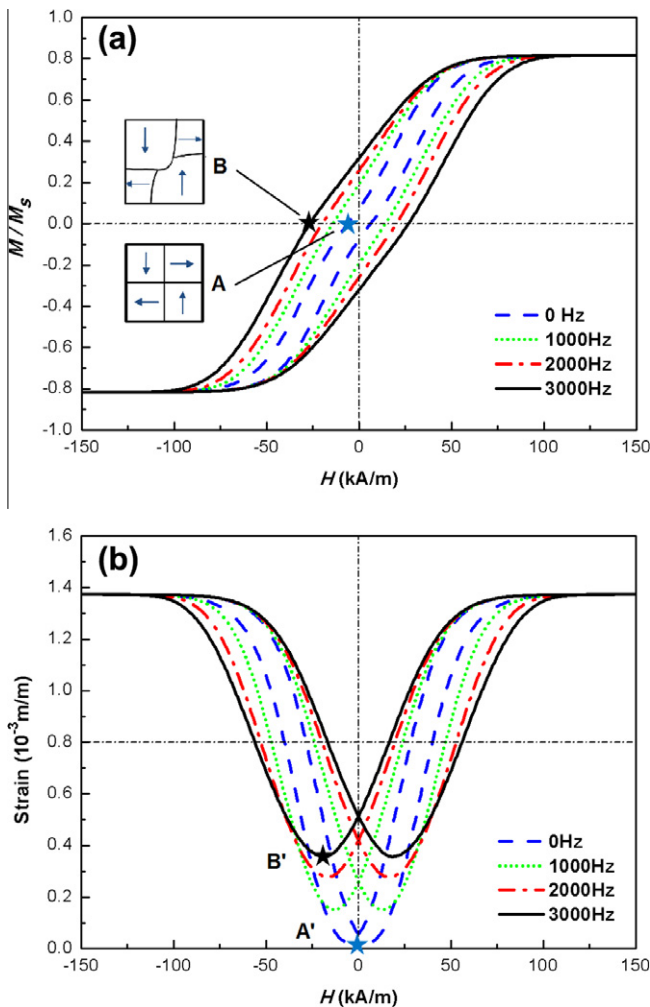 (a)
1.0
0.8
0.6
0.4
0.2
0.0
-0.2
-0.4
-0.6
-0.8
-1.0
M / Ms
B
A
0 Hz
1000Hz
2000Hz
3000Hz
-150 -100 -50 0 50 100 150
H (kA/m)
(b)
1.6
1.4
1.2
1.0
0.8
0.6
0.4
0.2
0.0
Strain (10-3m/m)
B'
A'
0Hz
1000Hz
2000Hz
3000Hz
-150 -100 -50 0 50 100 150
H (kA/m)